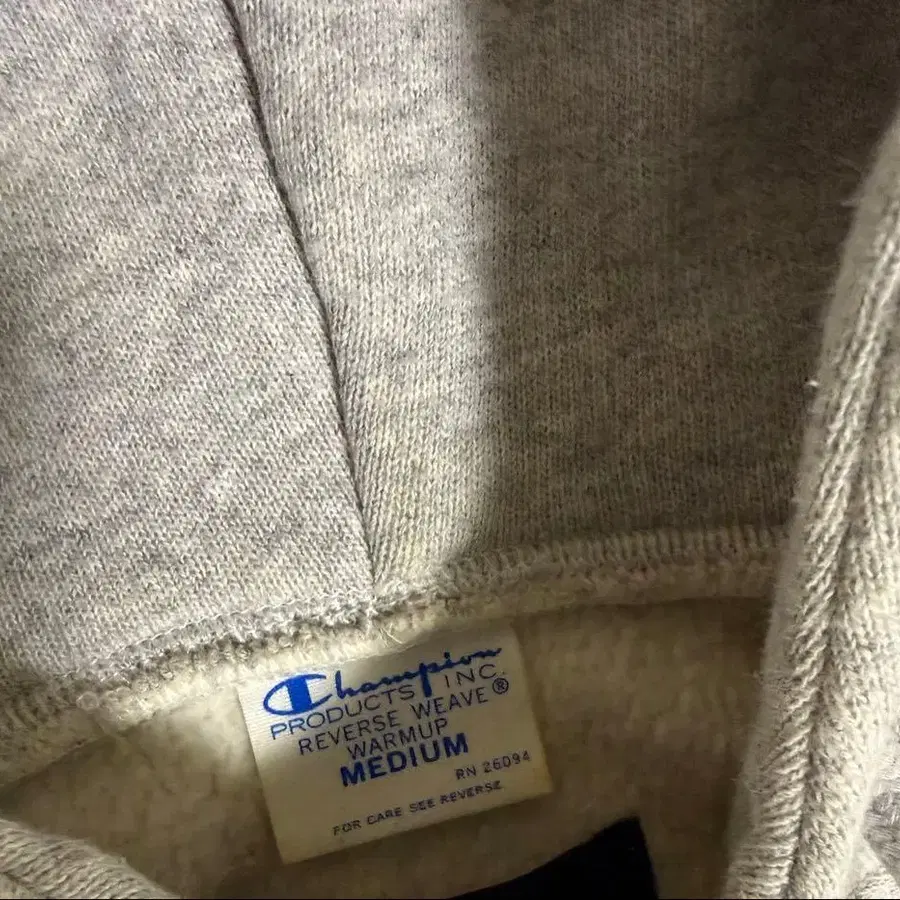 Champion
PRODUCTS INC.
REVERSE WEAVE®
WARMUP
MEDIUM
RN 26094
FOR CARE SEE REVERSE